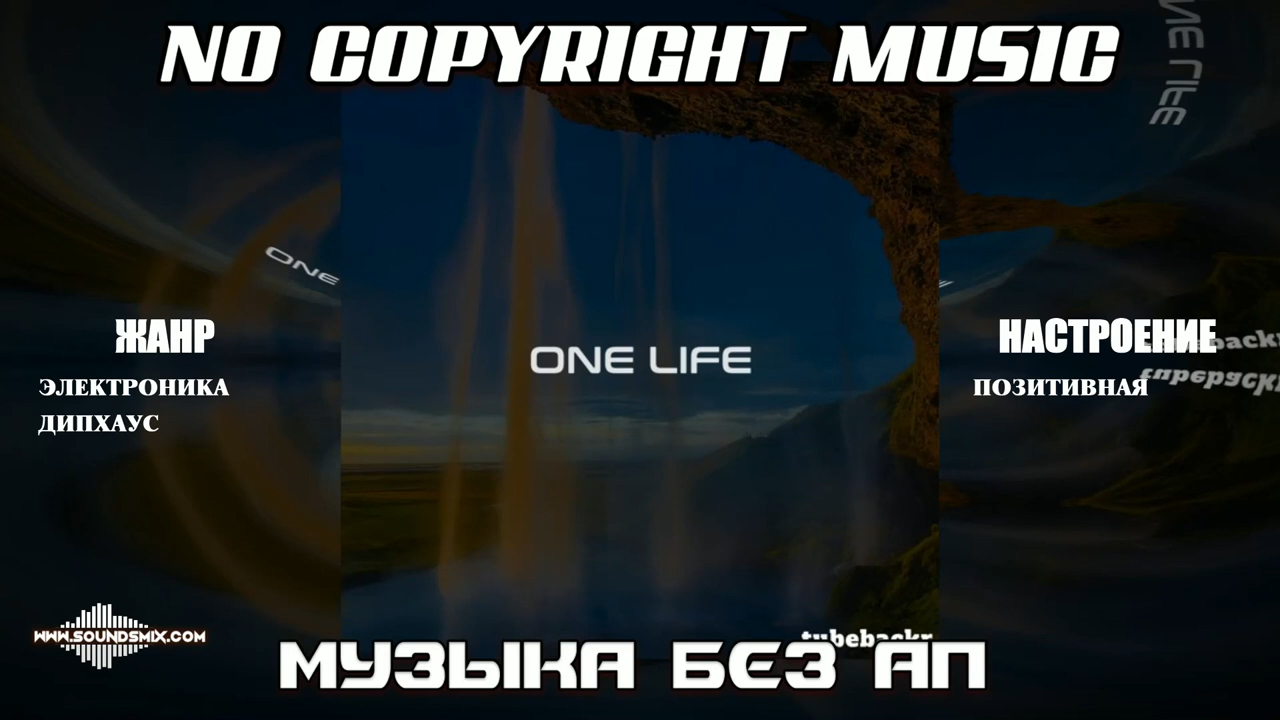 NO COPYRIGHT MUSIC
NE LIFE
ONE
ЖАНР
ЭЛЕКТРОНИКА
ДИПХАУС
ONE LIFE
НАСТРОЕНИЕ
ПОЗИТИВНАЯ
WWW.SOUNDSMIX.COM
tubebackr
МУЗЫКА БЕЗ АП